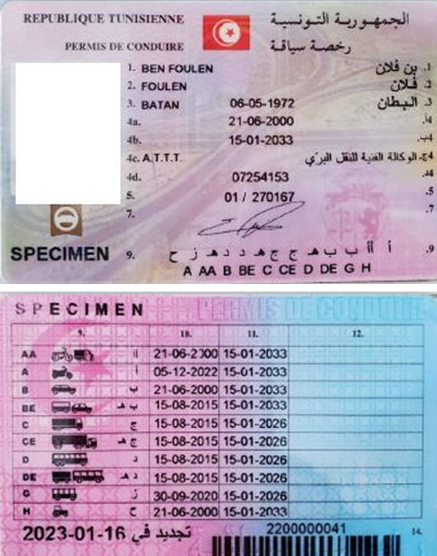 REPUBLIQUE TUNISIENNE الجمهورية التونسية
PERMIS DE CONDUIRE رخصة سياقة
1. BEN FOULEN بن فلان .1
2. FOULEN فلان .2
3. BATAN 06-05-1972 البطان .3
4a. 21-06-2000 4أ.
4b. 15-01-2033 4ب.
4c. A.T.T.T. 4ج. الوكالة الفنية للنقل البري
4d. 07254153 4د.
5. 01 / 270167 .5
7. .7
SPECIMEN 9. أ أأ ب ب هـ ج ج هـ د د هـ ز ح .9
A AA B BE C CE D DE G H
SPECIMEN PERMIS DE CONDUIRE
9. 10. 11. 12.
AA أأ 21-06-2000 15-01-2033
A أ 05-12-2022 15-01-2033
B ب 21-06-2000 15-01-2033
BE ب هـ 15-08-2015 15-01-2033
C ج 15-08-2015 15-01-2026
CE ج هـ 15-08-2015 15-01-2026
D د 15-08-2015 15-01-2026
DE د هـ 15-08-2015 15-01-2026
G ز 30-09-2020 15-01-2033
H ح 21-06-2000 15-01-2033
تجديد في 16-01-2023 2200000041 14.